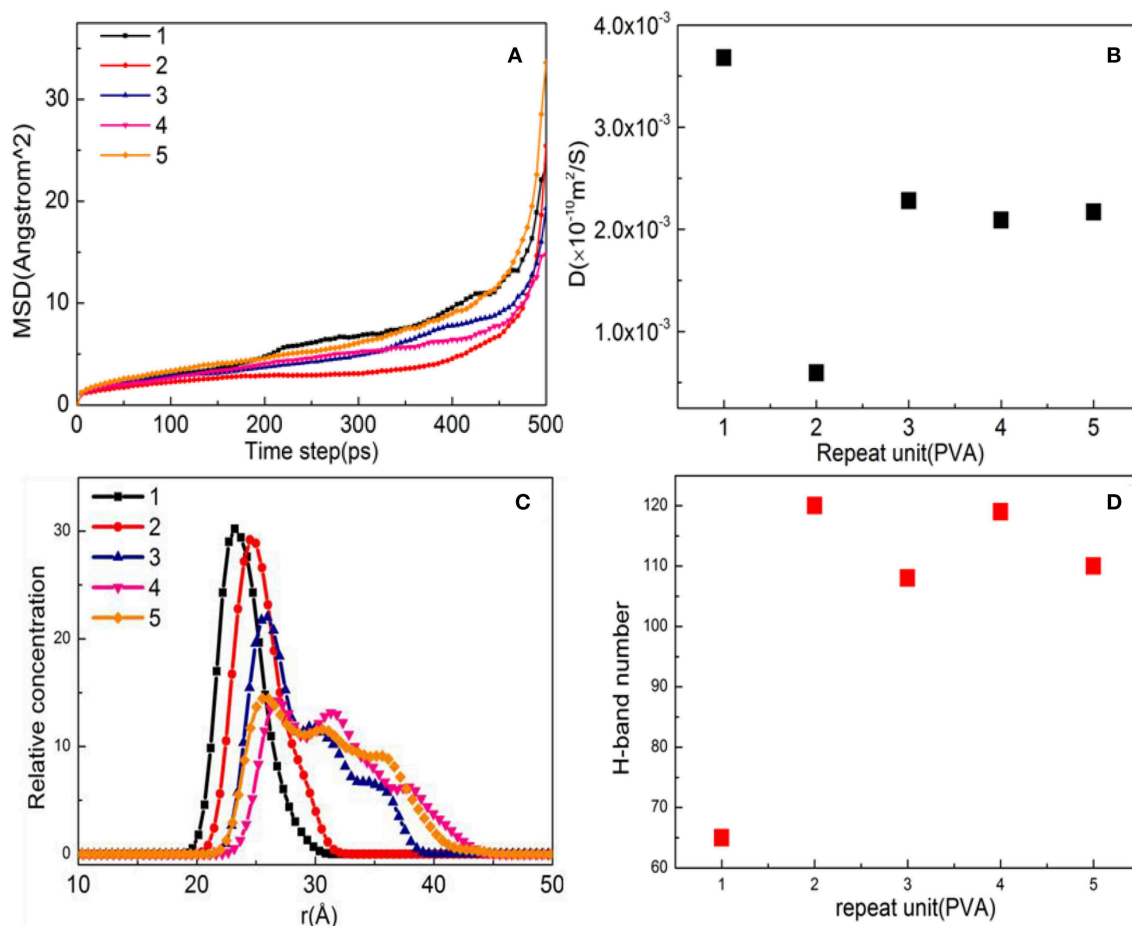 A
1
2
3
4
5
MSD(Angstrom^2)
30
20
10
0
0 100 200 300 400 500
Time step(ps)
B
4.0x10-3
3.0x10-3
2.0x10-3
1.0x10-3
D(×10-10m2/S)
1 2 3 4 5
Repeat unit(PVA)
C
1
2
3
4
5
Relative concentration
30
20
10
0
10 20 30 40 50
r(Å)
D
120
110
100
90
80
70
60
H-band number
1 2 3 4 5
repeat unit(PVA)